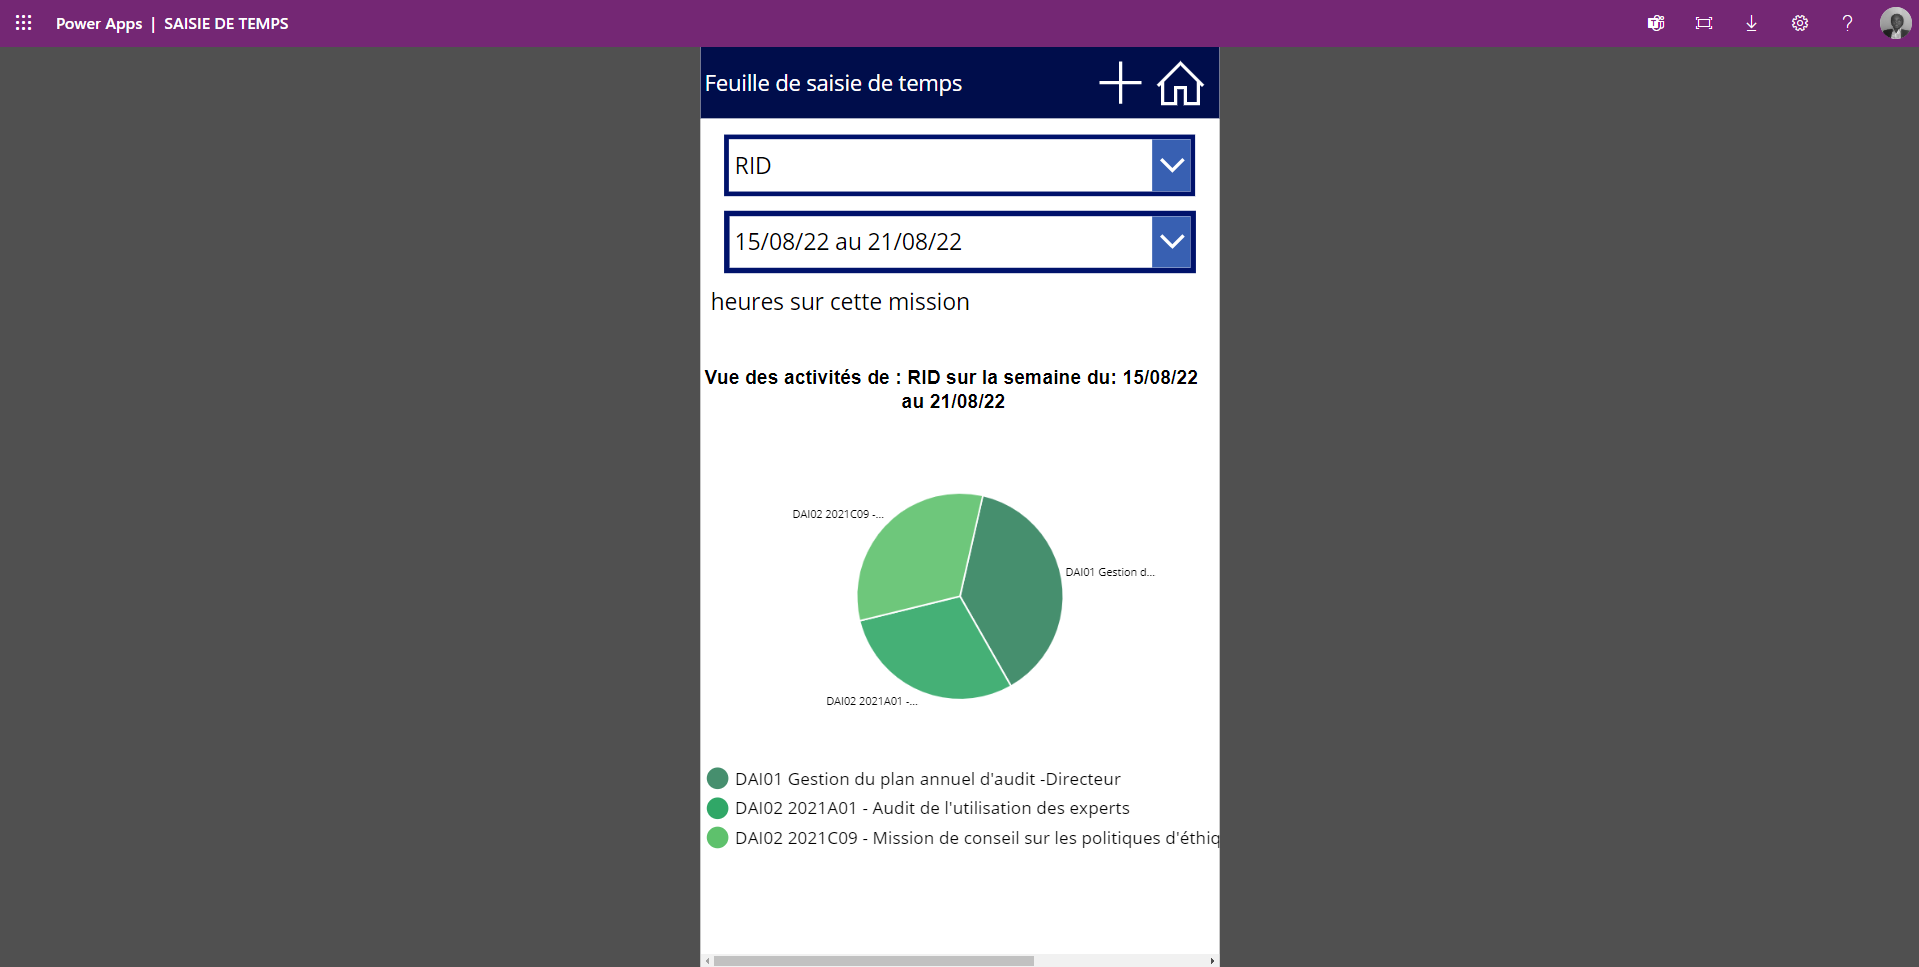 Power Apps | SAISIE DE TEMPS
Feuille de saisie de temps
RID
15/08/22 au 21/08/22
heures sur cette mission
Vue des activités de : RID sur la semaine du: 15/08/22
au 21/08/22
DAI02 2021C09 -...
DAI01 Gestion d...
DAI02 2021A01 -...
DAI01 Gestion du plan annuel d'audit -Directeur
DAI02 2021A01 - Audit de l'utilisation des experts
DAI02 2021C09 - Mission de conseil sur les politiques d'éthiq